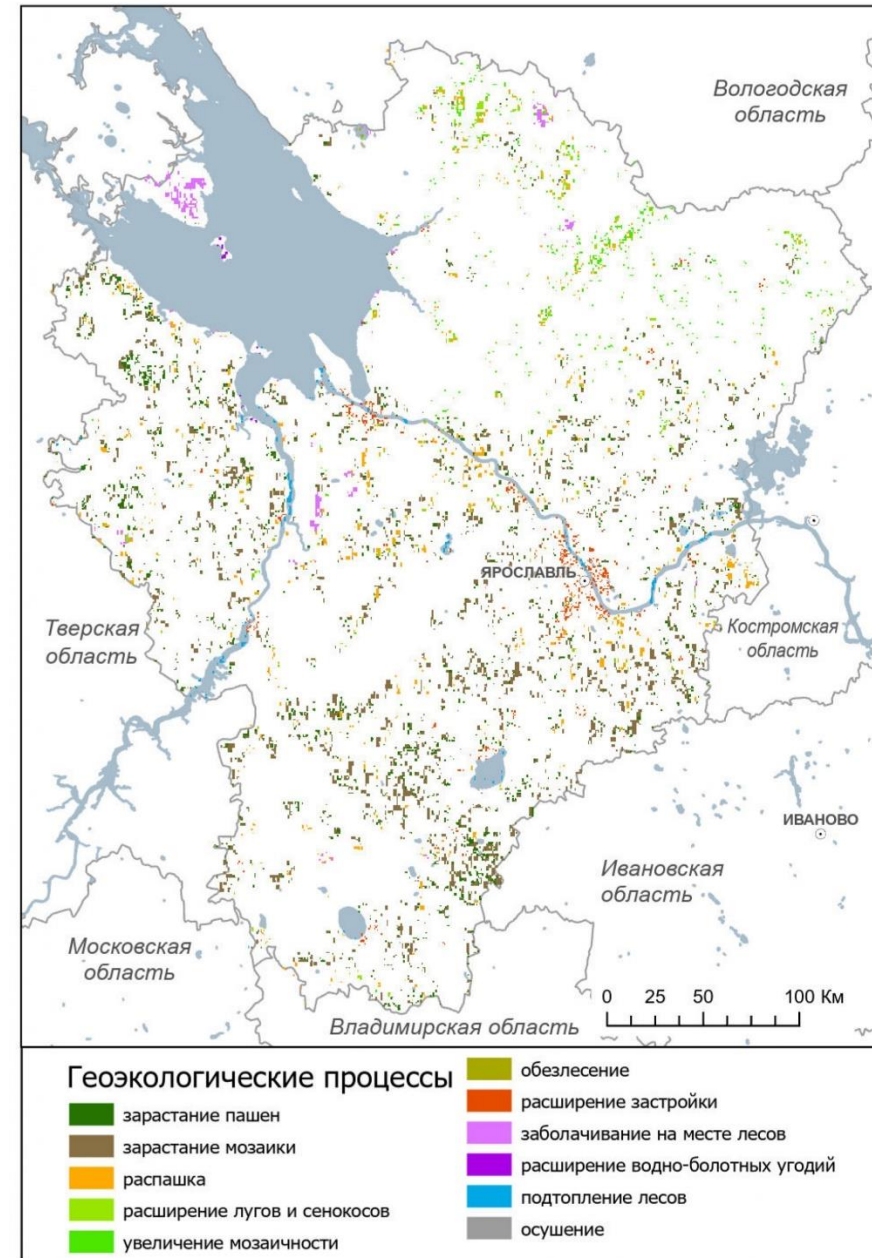 Вологодская
область
ЯРОСЛАВЛЬ
Тверская
область
Костромская
область
ИВАНОВО
Ивановская
область
Московская
область
0 25 50 100 Км
Владимирская область
Геоэкологические процессы
зарастание пашен
зарастание мозаики
распашка
расширение лугов и сенокосов
увеличение мозаичности
обезлесение
расширение застройки
заболачивание на месте лесов
расширение водно-болотных угодий
подтопление лесов
осушение